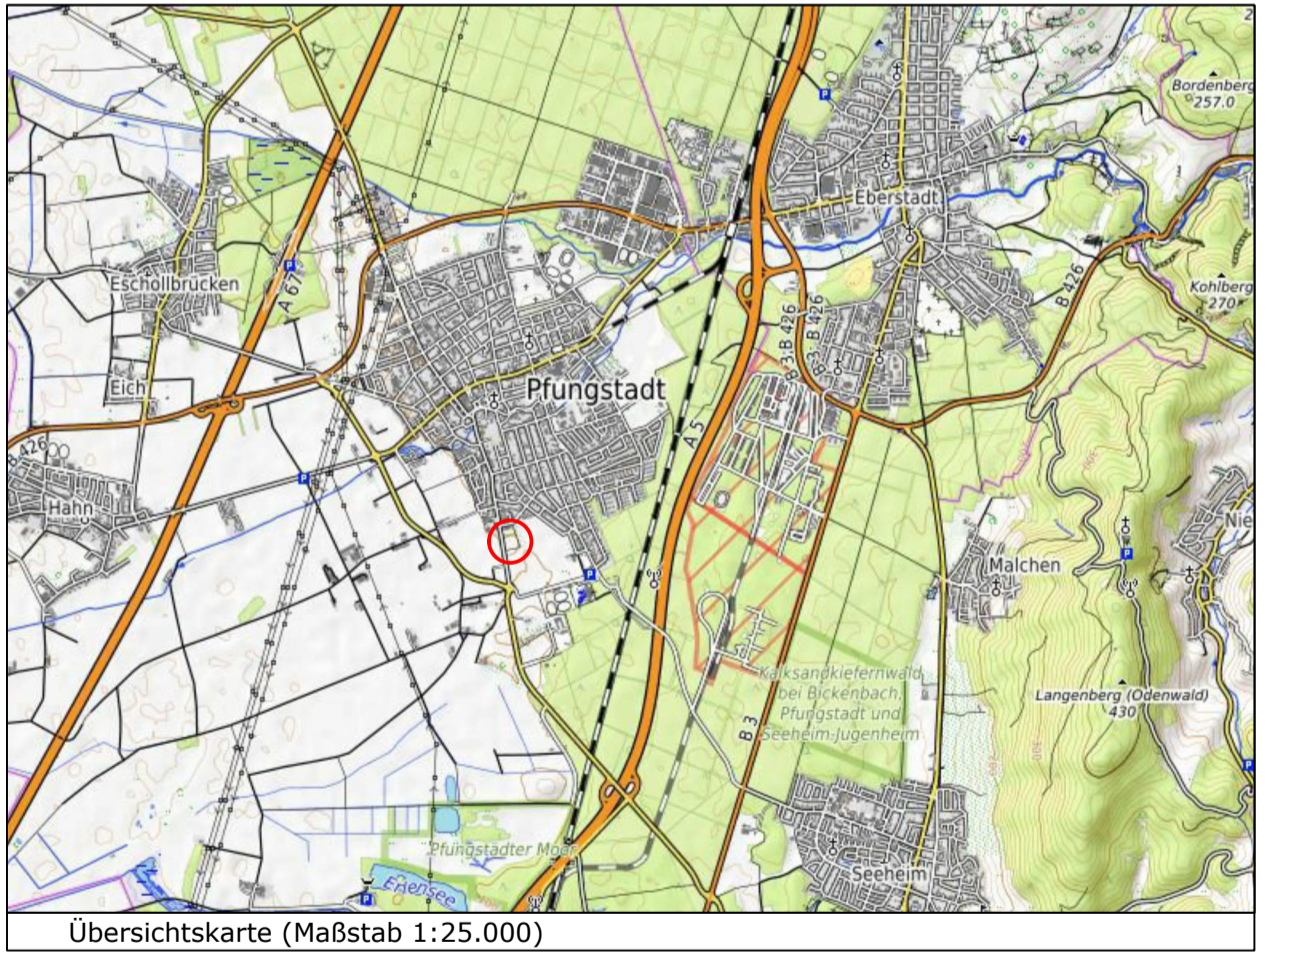 2
Bordenberg
257.0
Eberstadt
Eschollbrücken
A 67
Kohlberg
270
B 426
B 3;B 426
B 3;B 426
Eich
Pfungstadt
A 5
B 426
Hahn
Nie
Malchen
Kalksandkiefernwald
bei Bickenbach,
Pfungstadt und
Seeheim-Jugenheim
Langenberg (Odenwald)
430
B 3
Pfungstädter Moor
Erlensee
Seeheim
Übersichtskarte (Maßstab 1:25.000)